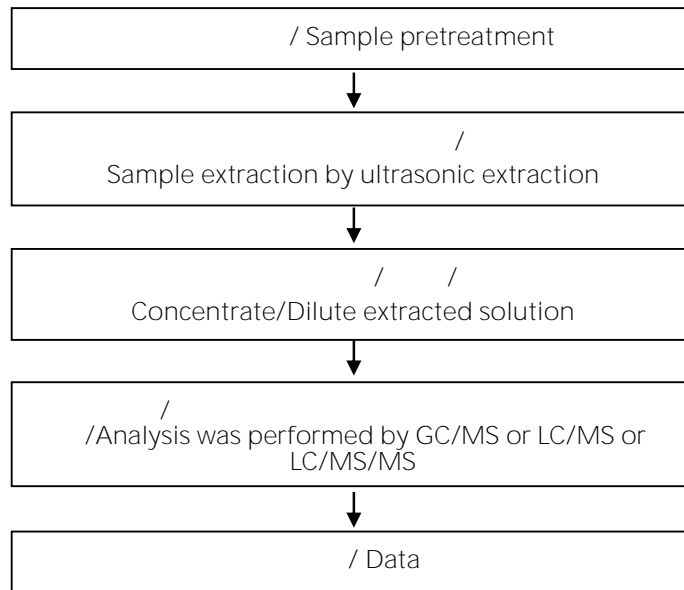 / Sample pretreatment
/
Sample extraction by ultrasonic extraction
/ /
Concentrate/Dilute extracted solution
/
/Analysis was performed by GC/MS or LC/MS or
LC/MS/MS
/ Data